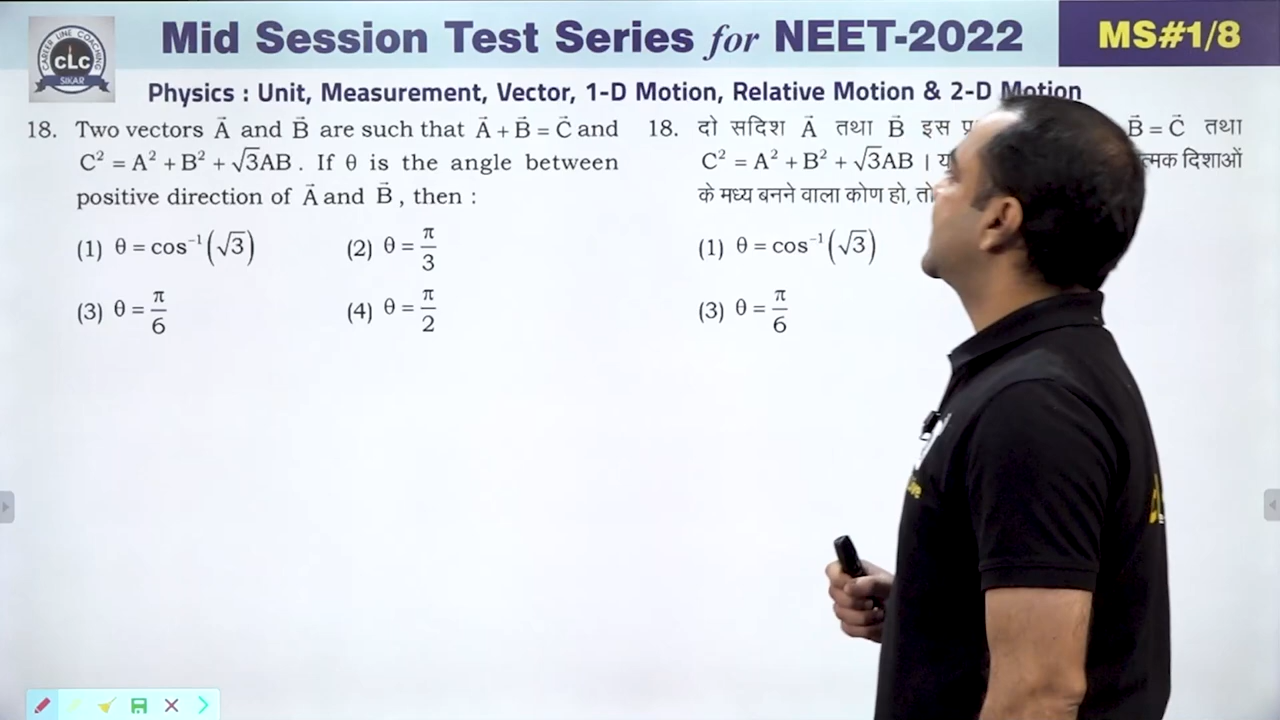 CAREER LINE COACHING
CLC
SIKAR
Mid Session Test Series for NEET-2022
MS#1/8
Physics : Unit, Measurement, Vector, 1-D Motion, Relative Motion & 2-D Motion
18. Two vectors A⃗ and B⃗ are such that A⃗ + B⃗ = C⃗ and
C² = A² + B² + √3AB . If θ is the angle between
positive direction of A⃗ and B⃗ , then :
(1) θ = cos⁻¹(√3) (2) θ = π/3
(3) θ = π/6 (4) θ = π/2
18. दो सदिश A⃗ तथा B⃗ इस B⃗ = C⃗ तथा
C² = A² + B² + √3AB । दिशाओं
के मध्य बनने वाला कोण हो, तो
(1) θ = cos⁻¹(√3)
(3) θ = π/6